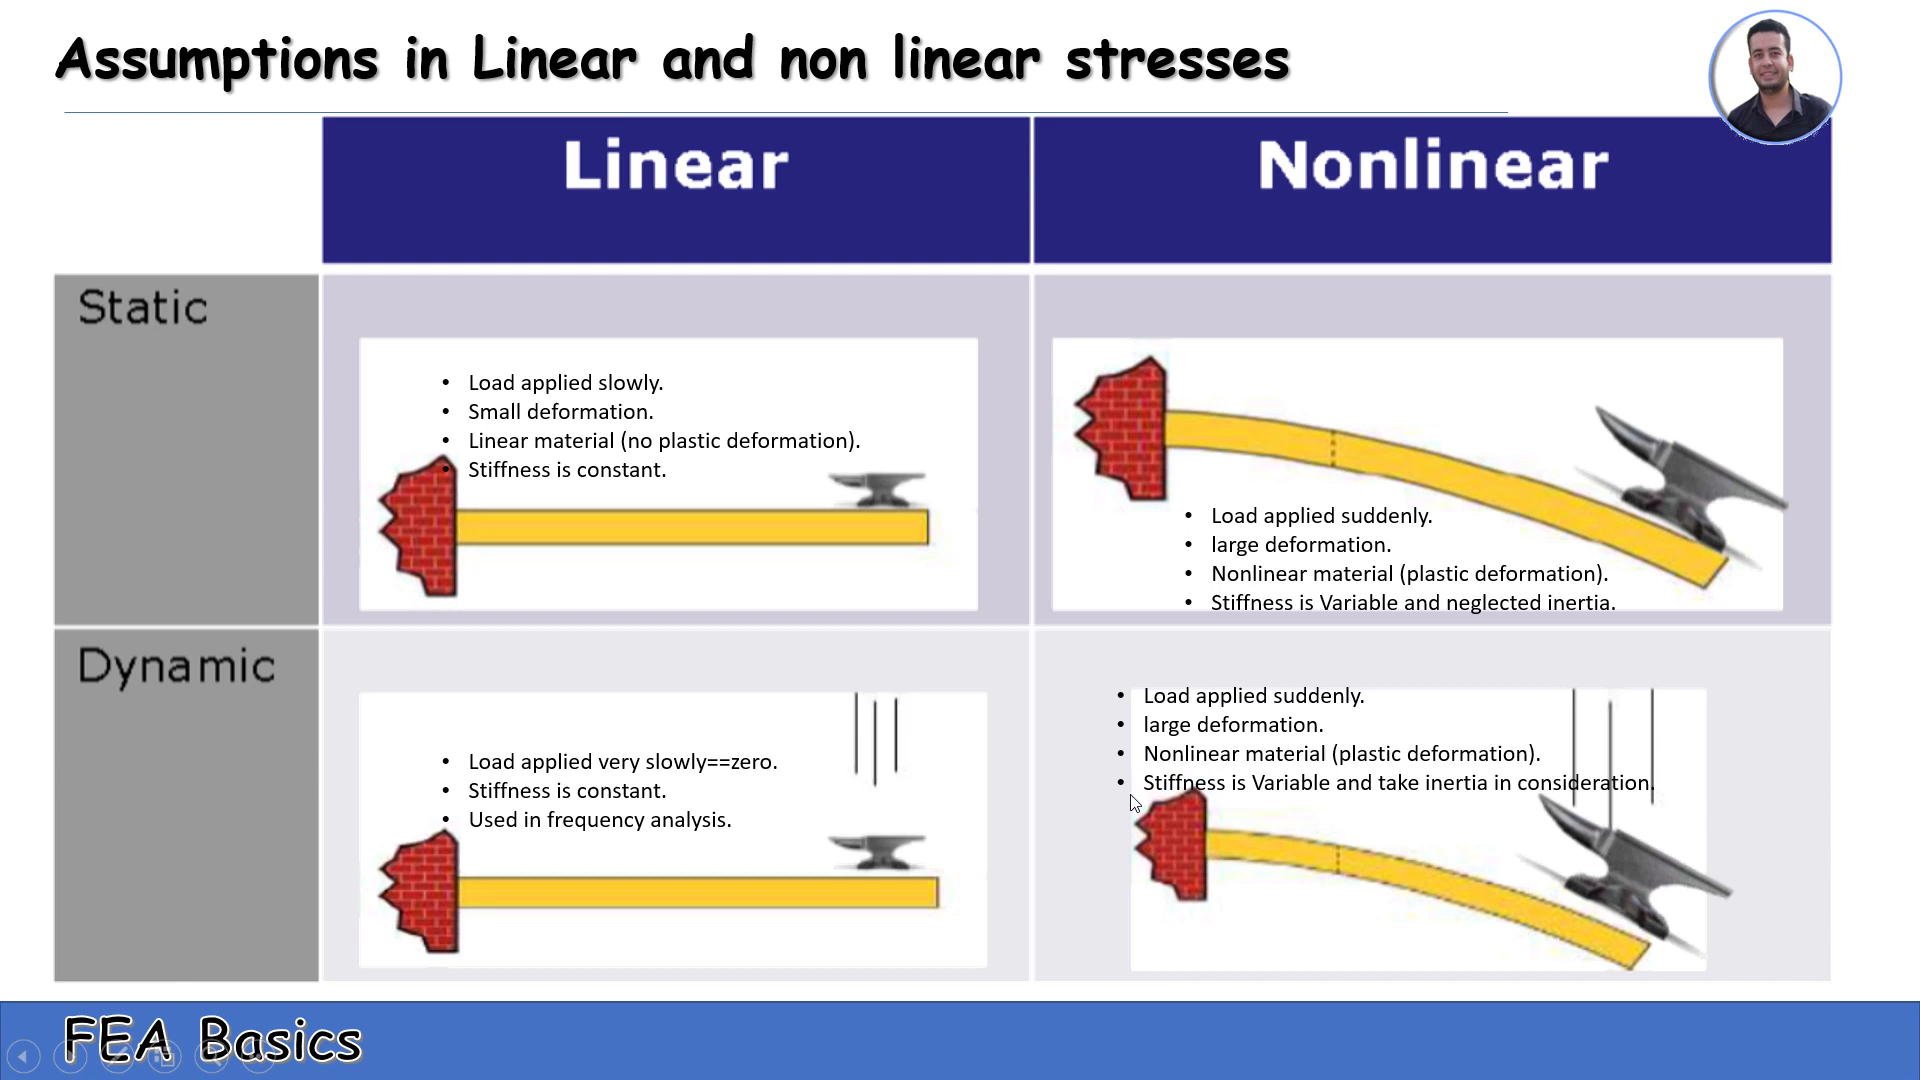 Assumptions in Linear and non linear stresses
Linear
Nonlinear
Static
• Load applied slowly.
• Small deformation.
• Linear material (no plastic deformation).
• Stiffness is constant.
• Load applied suddenly.
• large deformation.
• Nonlinear material (plastic deformation).
• Stiffness is Variable and neglected inertia.
Dynamic
• Load applied very slowly==zero.
• Stiffness is constant.
• Used in frequency analysis.
• Load applied suddenly.
• large deformation.
• Nonlinear material (plastic deformation).
• Stiffness is Variable and take inertia in consideration.
FEA Basics